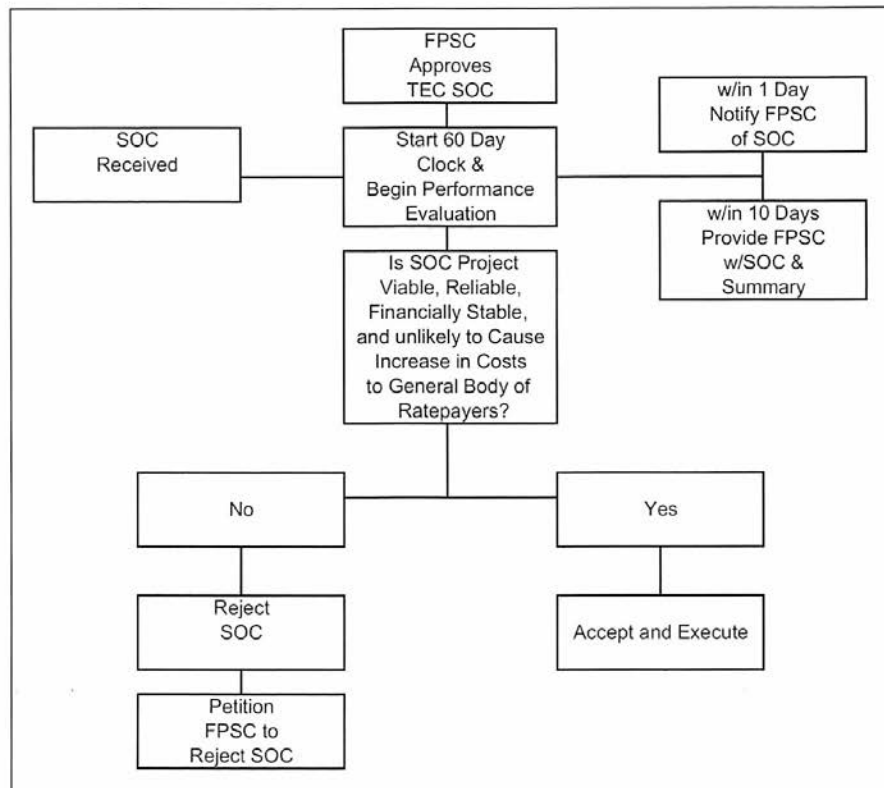 FPSC
Approves
TEC SOC
w/in 1 Day
Notify FPSC
of SOC
SOC
Received
Start 60 Day
Clock &
Begin Performance
Evaluation
w/in 10 Days
Provide FPSC
w/SOC &
Summary
Is SOC Project
Viable, Reliable,
Financially Stable,
and unlikely to Cause
Increase in Costs
to General Body of
Ratepayers?
No
Yes
Reject
SOC
Accept and Execute
Petition
FPSC to
Reject SOC